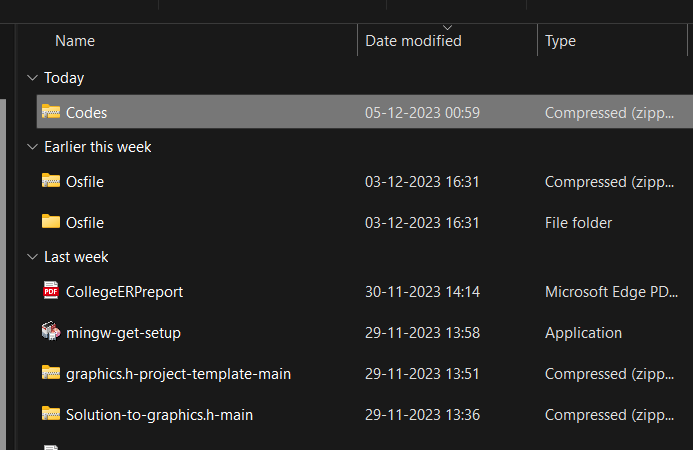 Name Date modified Type
Today
Codes 05-12-2023 00:59 Compressed (zipp...
Earlier this week
Osfile 03-12-2023 16:31 Compressed (zipp...
Osfile 03-12-2023 16:31 File folder
Last week
PDF CollegeERPreport 30-11-2023 14:14 Microsoft Edge PD...
mingw-get-setup 29-11-2023 13:58 Application
graphics.h-project-template-main 29-11-2023 13:51 Compressed (zipp...
Solution-to-graphics.h-main 29-11-2023 13:36 Compressed (zipp...